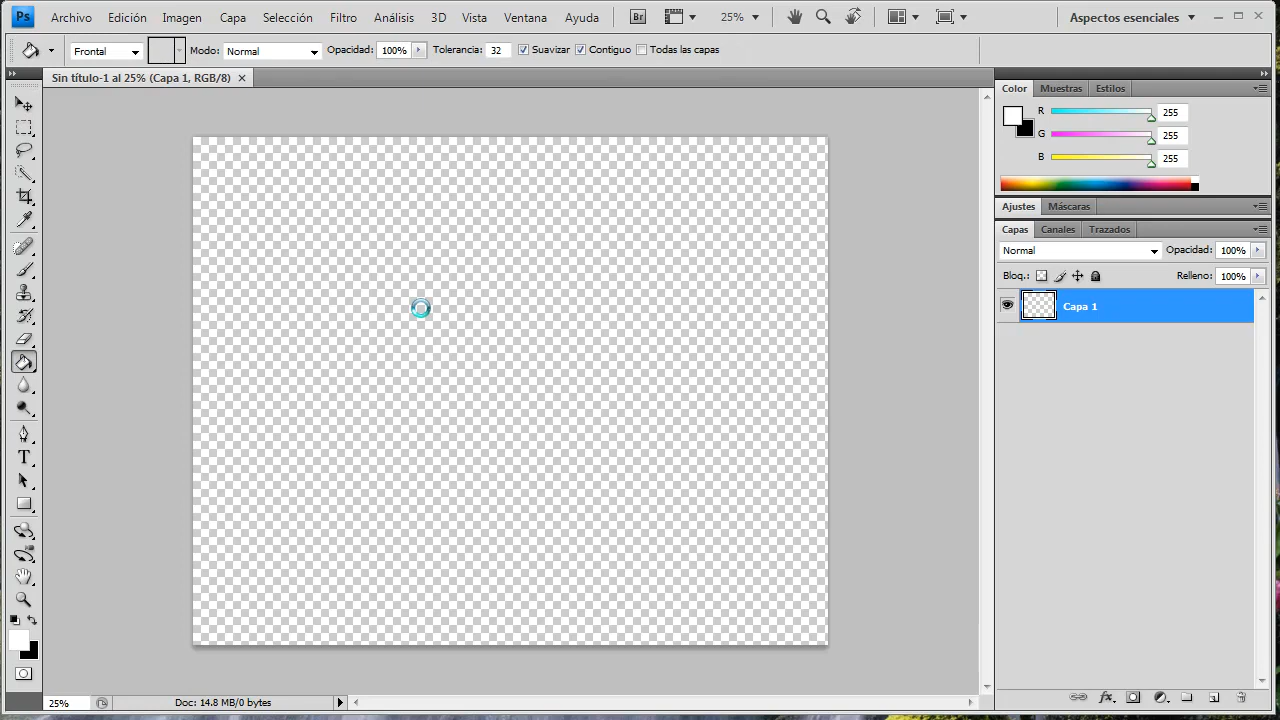 Ps Archivo Edición Imagen Capa Selección Filtro Análisis 3D Vista Ventana Ayuda Br 25% Aspectos esenciales
Frontal Modo: Normal Opacidad: 100% Tolerancia: 32 Suavizar Contiguo Todas las capas
Sin título-1 al 25% (Capa 1, RGB/8)
Color Muestras Estilos
R 255
G 255
B 255
Ajustes Máscaras
Capas Canales Trazados
Normal Opacidad: 100%
Bloq.: Relleno: 100%
Capa 1
T
fx
25% Doc: 14.8 MB/0 bytes